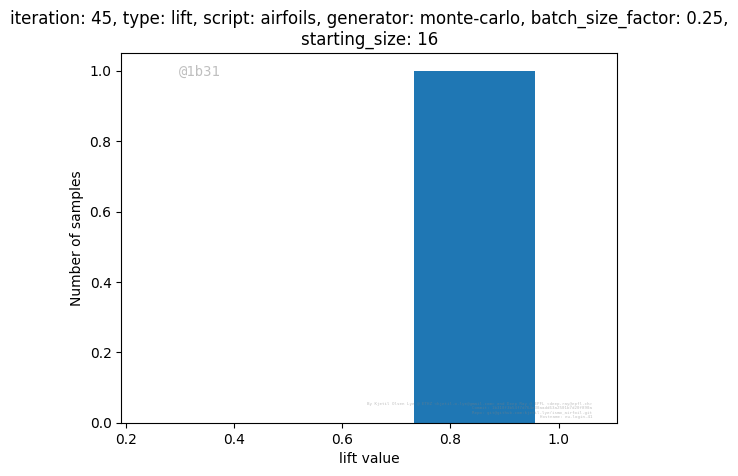 iteration: 45, type: lift, script: airfoils, generator: monte-carlo, batch_size_factor: 0.25,
starting_size: 16
@1b31
1.0
0.8
0.6
0.4
0.2
0.0
Number of samples
0.2 0.4 0.6 0.8 1.0
lift value